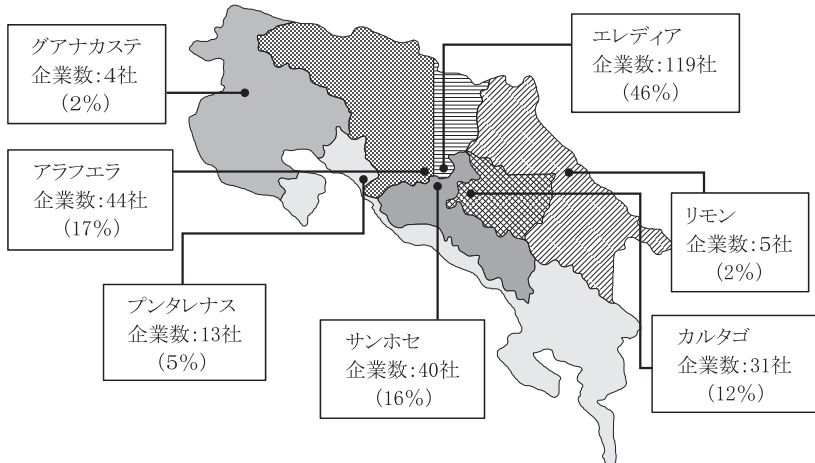 グアナカステ
企業数:4社
(2%)
エレディア
企業数:119社
(46%)
アラフエラ
企業数:44社
(17%)
リモン
企業数:5社
(2%)
プンタレナス
企業数:13社
(5%)
サンホセ
企業数:40社
(16%)
カルタゴ
企業数:31社
(12%)